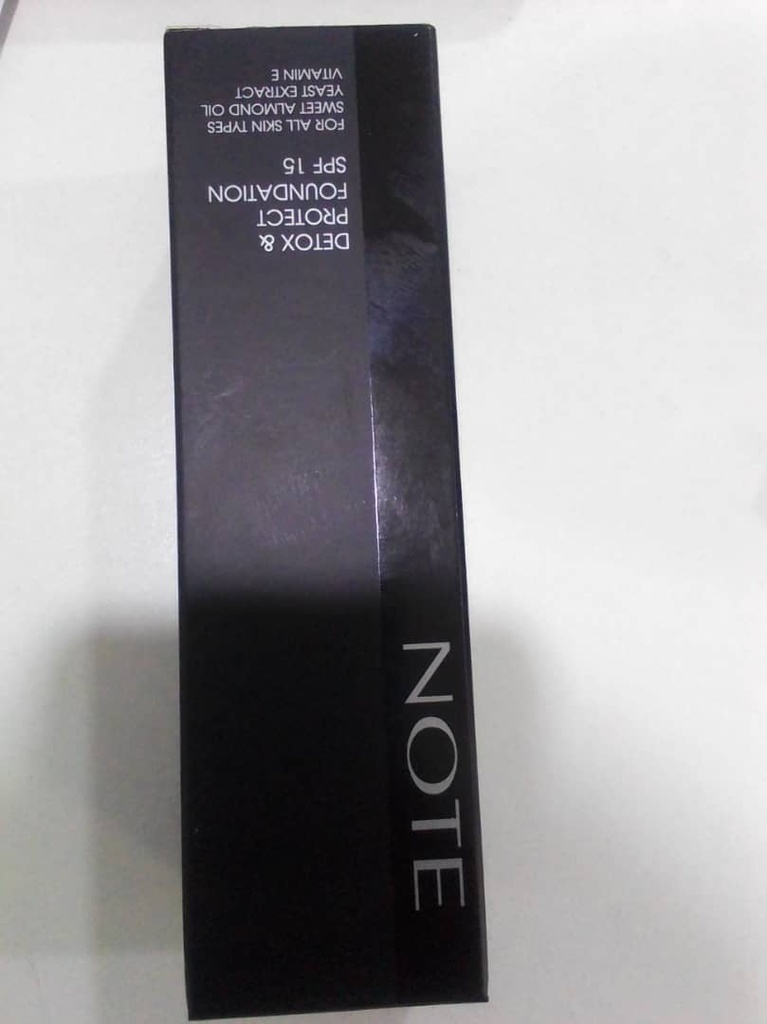 NOTE
DETOX &
PROTECT
FOUNDATION
SPF 15
FOR ALL SKIN TYPES
SWEET ALMOND OIL
YEAST EXTRACT
VITAMIN E